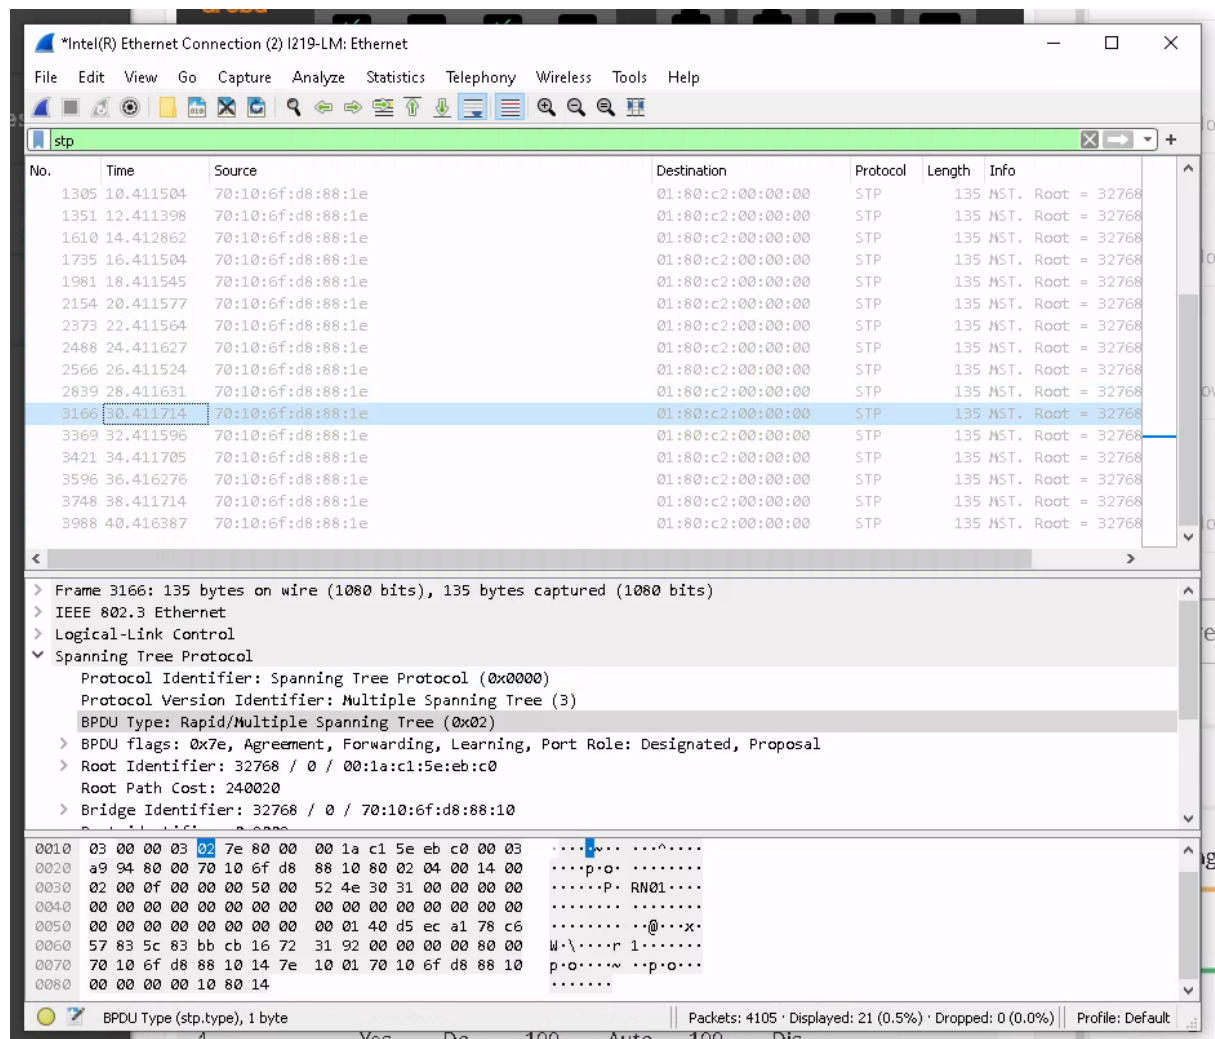 *Intel(R) Ethernet Connection (2) I219-LM: Ethernet
File Edit View Go Capture Analyze Statistics Telephony Wireless Tools Help
stp
No. Time Source Destination Protocol Length Info
1305 10.411504 70:10:6f:d8:88:1e 01:80:c2:00:00:00 STP 135 MST. Root = 32768
1351 12.411398 70:10:6f:d8:88:1e 01:80:c2:00:00:00 STP 135 MST. Root = 32768
1610 14.412862 70:10:6f:d8:88:1e 01:80:c2:00:00:00 STP 135 MST. Root = 32768
1735 16.411504 70:10:6f:d8:88:1e 01:80:c2:00:00:00 STP 135 MST. Root = 32768
1981 18.411545 70:10:6f:d8:88:1e 01:80:c2:00:00:00 STP 135 MST. Root = 32768
2154 20.411577 70:10:6f:d8:88:1e 01:80:c2:00:00:00 STP 135 MST. Root = 32768
2373 22.411564 70:10:6f:d8:88:1e 01:80:c2:00:00:00 STP 135 MST. Root = 32768
2488 24.411627 70:10:6f:d8:88:1e 01:80:c2:00:00:00 STP 135 MST. Root = 32768
2566 26.411524 70:10:6f:d8:88:1e 01:80:c2:00:00:00 STP 135 MST. Root = 32768
2839 28.411631 70:10:6f:d8:88:1e 01:80:c2:00:00:00 STP 135 MST. Root = 32768
3166 30.411714 70:10:6f:d8:88:1e 01:80:c2:00:00:00 STP 135 MST. Root = 32768
3369 32.411596 70:10:6f:d8:88:1e 01:80:c2:00:00:00 STP 135 MST. Root = 32768
3421 34.411705 70:10:6f:d8:88:1e 01:80:c2:00:00:00 STP 135 MST. Root = 32768
3596 36.416276 70:10:6f:d8:88:1e 01:80:c2:00:00:00 STP 135 MST. Root = 32768
3748 38.411714 70:10:6f:d8:88:1e 01:80:c2:00:00:00 STP 135 MST. Root = 32768
3988 40.416387 70:10:6f:d8:88:1e 01:80:c2:00:00:00 STP 135 MST. Root = 32768
Frame 3166: 135 bytes on wire (1080 bits), 135 bytes captured (1080 bits)
IEEE 802.3 Ethernet
Logical-Link Control
Spanning Tree Protocol
Protocol Identifier: Spanning Tree Protocol (0x0000)
Protocol Version Identifier: Multiple Spanning Tree (3)
BPDU Type: Rapid/Multiple Spanning Tree (0x02)
BPDU flags: 0x7e, Agreement, Forwarding, Learning, Port Role: Designated, Proposal
Root Identifier: 32768 / 0 / 00:1a:c1:5e:eb:c0
Root Path Cost: 240020
Bridge Identifier: 32768 / 0 / 70:10:6f:d8:88:10
0010 03 00 00 03 02 7e 80 00 00 1a c1 5e eb c0 00 03 ·····~·· ···^····
0020 a9 94 80 00 70 10 6f d8 88 10 80 02 04 00 14 00 ····p·o· ········
0030 02 00 0f 00 00 00 50 00 52 4e 30 31 00 00 00 00 ······P· RN01····
0040 00 00 00 00 00 00 00 00 00 00 00 00 00 00 00 00 ········ ········
0050 00 00 00 00 00 00 00 00 00 01 40 d5 ec a1 78 c6 ········ ··@···x·
0060 57 83 5c 83 bb cb 16 72 31 92 00 00 00 00 80 00 W·\····r 1·······
0070 70 10 6f d8 88 10 14 7e 10 01 70 10 6f d8 88 10 p·o····~ ··p·o···
0080 00 00 00 00 10 80 14 ·······
BPDU Type (stp.type), 1 byte Packets: 4105 · Displayed: 21 (0.5%) · Dropped: 0 (0.0%) Profile: Default